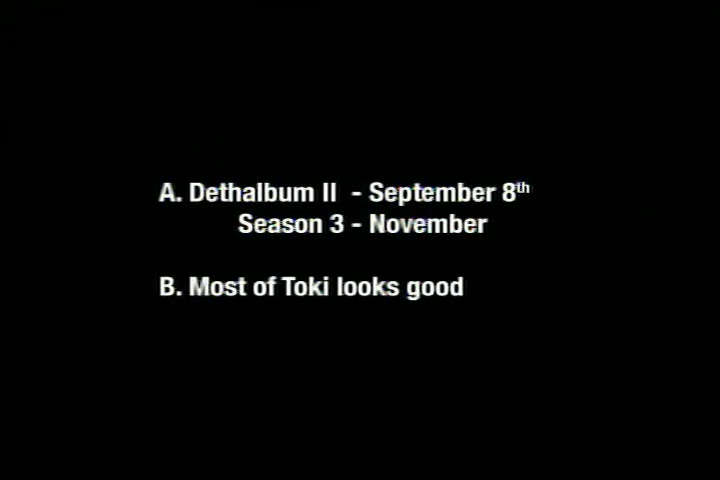 A. Dethalbum II - September 8th
Season 3 - November
B. Most of Toki looks good